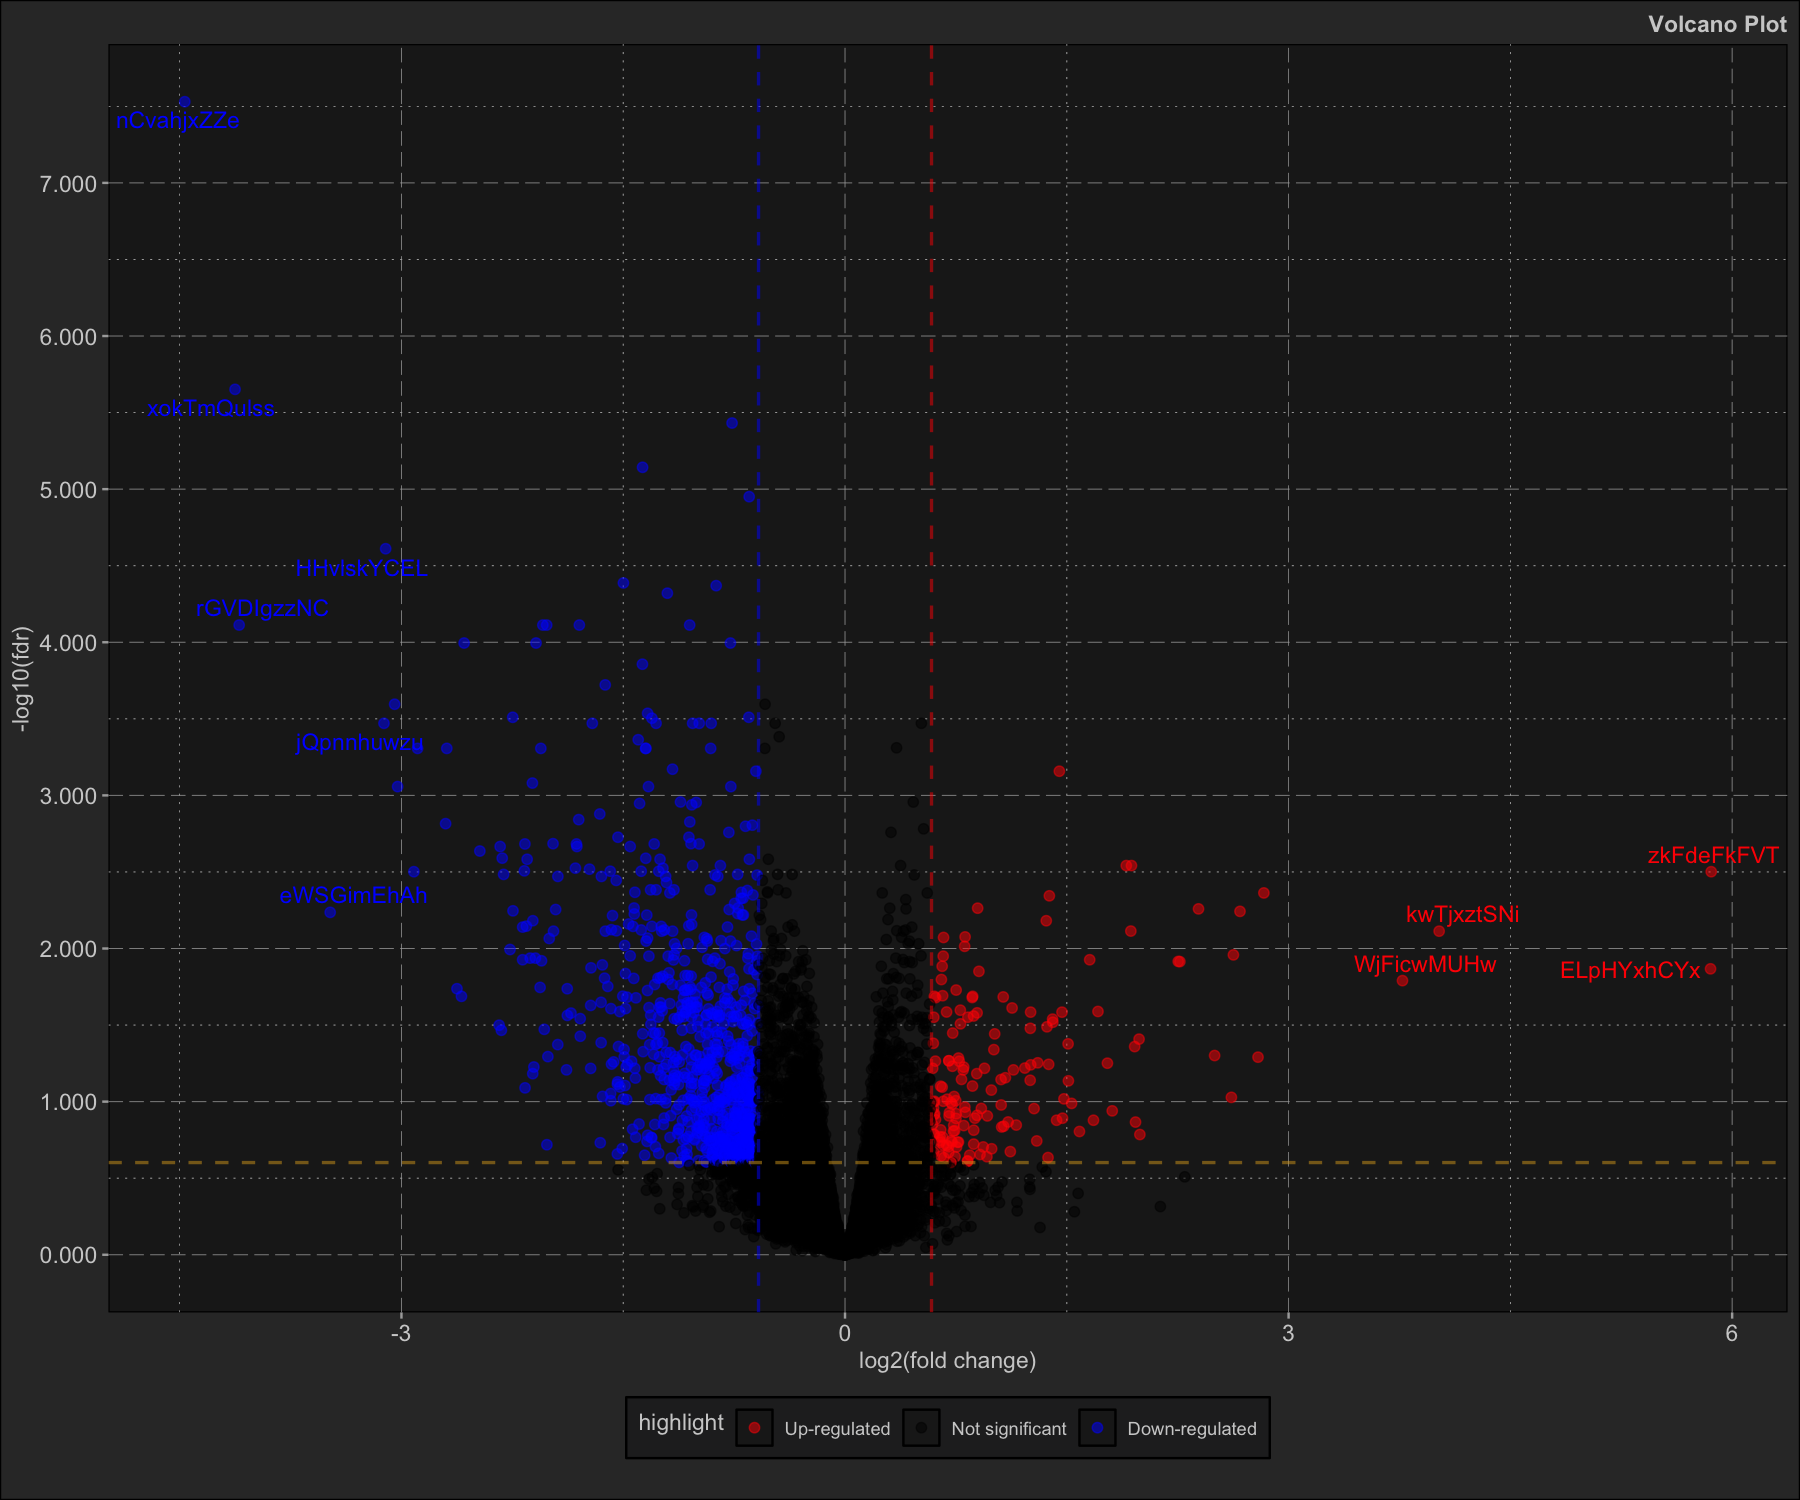 Volcano Plot
nCvahjxZZe
7.000
6.000
xokTmQulss
5.000
HHvlskYCEL
rGVDIgzzNC
4.000
-log10(fdr)
jQpnnhuwzu
3.000
zkFdeFkFVT
eWSGimEhAh
kwTjxztSNi
2.000
WjFicwMUHw
ELpHYxhCYx
1.000
0.000
-3 0 3 6
log2(fold change)
highlight Up-regulated Not significant Down-regulated